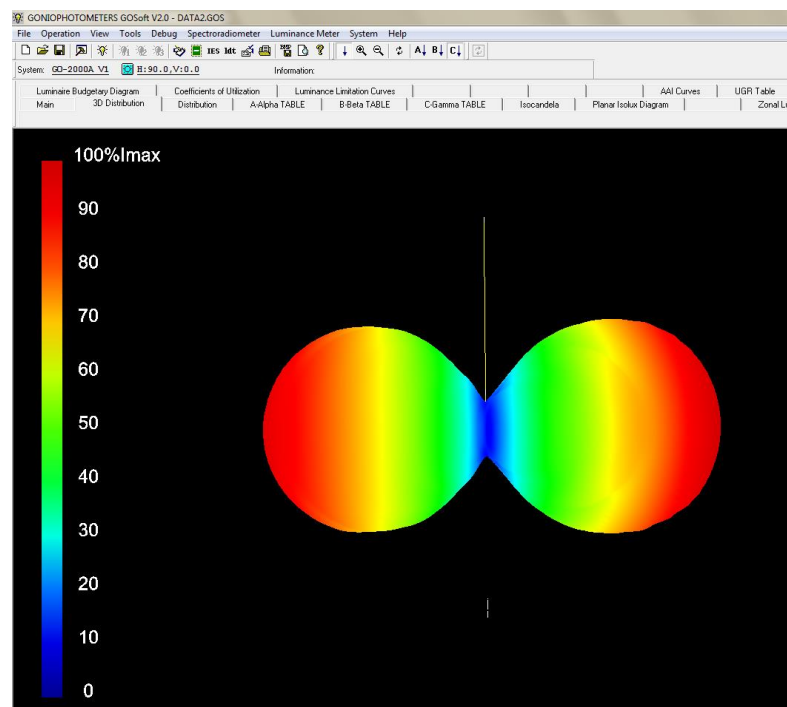 GONIOPHOTOMETERS GOSoft V2.0 - DATA2.GOS
File Operation View Tools Debug Spectroradiometer Luminance Meter System Help
IES ldt A B C
System: GO-2000A V1 H:90.0,V:0.0 Information:
Luminaire Budgetary Diagram Coefficients of Utilization Luminance Limitation Curves AAI Curves UGR Table
Main 3D Distribution Distribution A-Alpha TABLE B-Beta TABLE C-Gamma TABLE Isocandela Planar Isolux Diagram Zonal
100%Imax
90
80
70
60
50
40
30
20
10
0